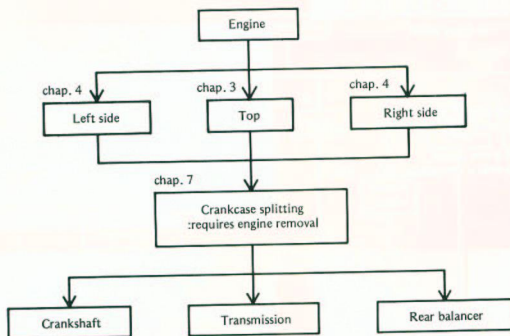 Engine
chap. 4
chap. 3
chap. 4
Left side
Top
Right side
chap. 7
Crankcase splitting
:requires engine removal
Crankshaft
Transmission
Rear balancer